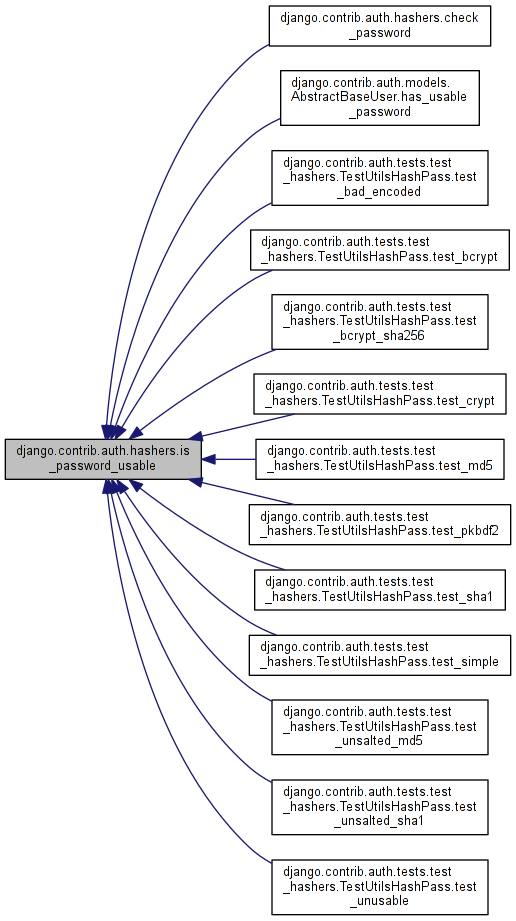 django.contrib.auth.hashers.check
_password
django.contrib.auth.models.
AbstractBaseUser.has_usable
_password
django.contrib.auth.tests.test
_hashers.TestUtilsHashPass.test
_bad_encoded
django.contrib.auth.tests.test
_hashers.TestUtilsHashPass.test_bcrypt
django.contrib.auth.tests.test
_hashers.TestUtilsHashPass.test
_bcrypt_sha256
django.contrib.auth.tests.test
_hashers.TestUtilsHashPass.test_crypt
django.contrib.auth.hashers.is
_password_usable
django.contrib.auth.tests.test
_hashers.TestUtilsHashPass.test_md5
django.contrib.auth.tests.test
_hashers.TestUtilsHashPass.test_pkbdf2
django.contrib.auth.tests.test
_hashers.TestUtilsHashPass.test_sha1
django.contrib.auth.tests.test
_hashers.TestUtilsHashPass.test_simple
django.contrib.auth.tests.test
_hashers.TestUtilsHashPass.test
_unsalted_md5
django.contrib.auth.tests.test
_hashers.TestUtilsHashPass.test
_unsalted_sha1
django.contrib.auth.tests.test
_hashers.TestUtilsHashPass.test
_unusable